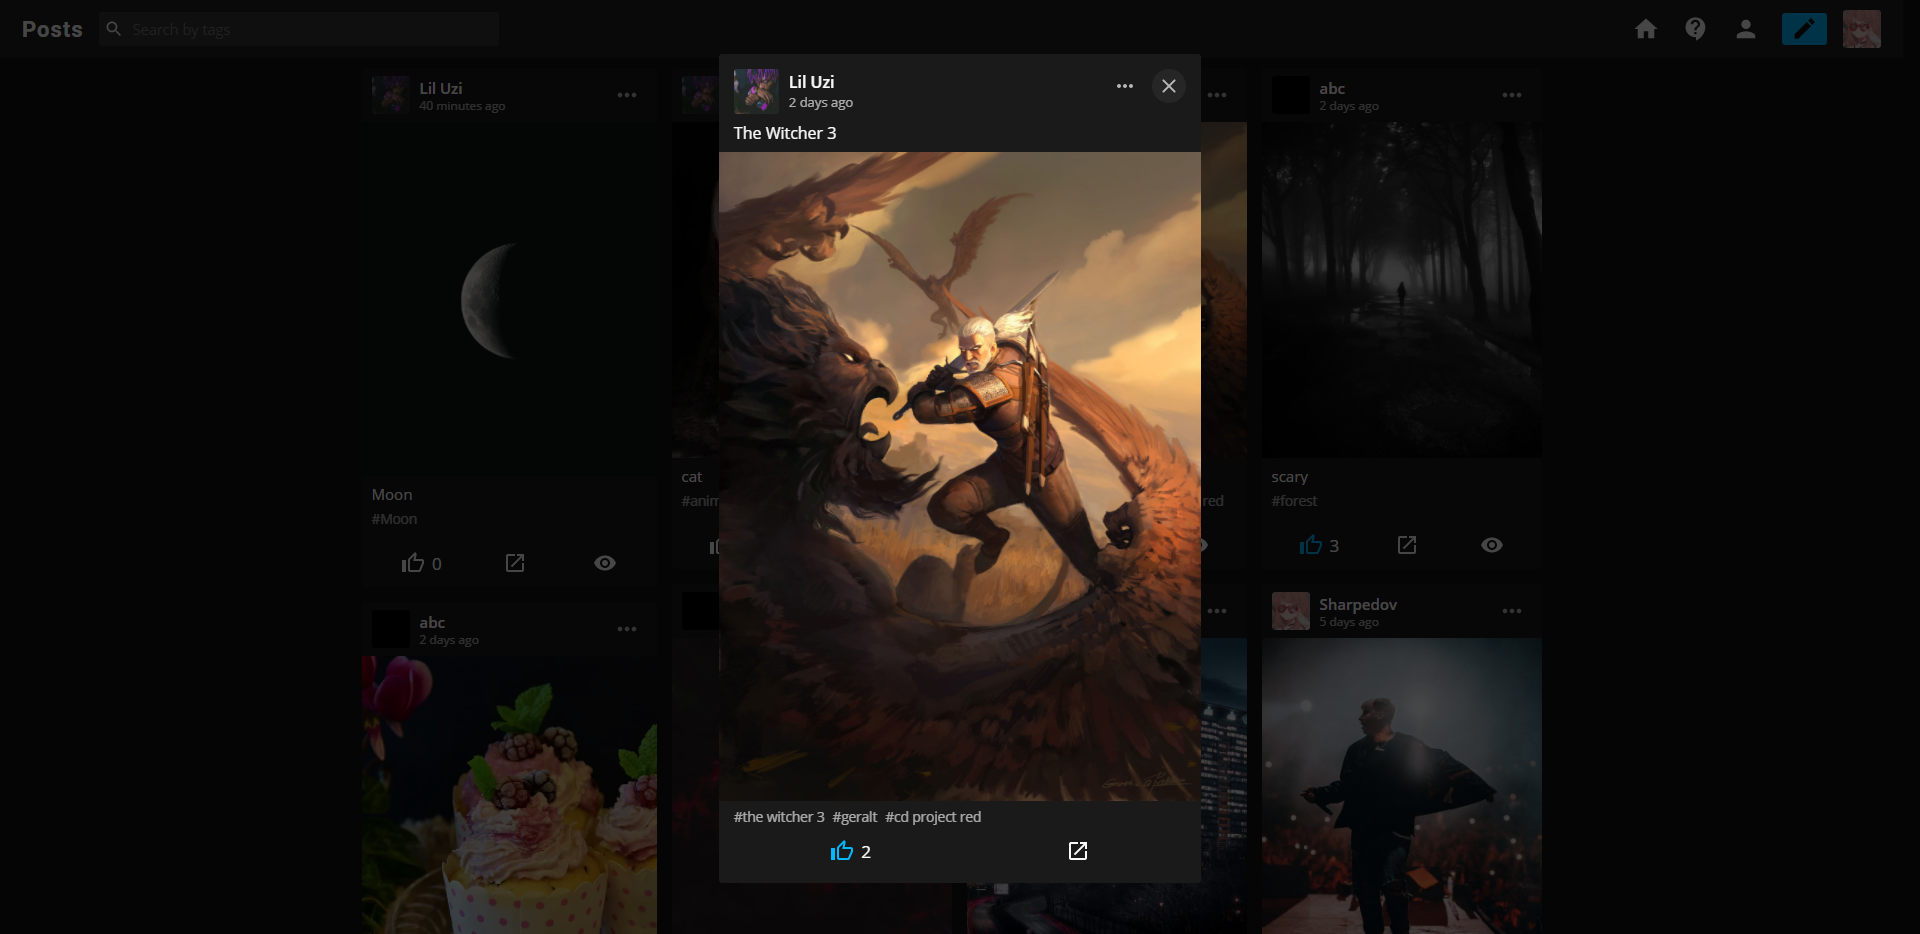 Posts
Search by tags
Lil Uzi
40 minutes ago
Moon
#Moon
0
abc
2 days ago
cat
#anim
Lil Uzi
2 days ago
The Witcher 3
#the witcher 3 #geralt #cd project red
2
red
abc
2 days ago
scary
#forest
3
Sharpedov
5 days ago